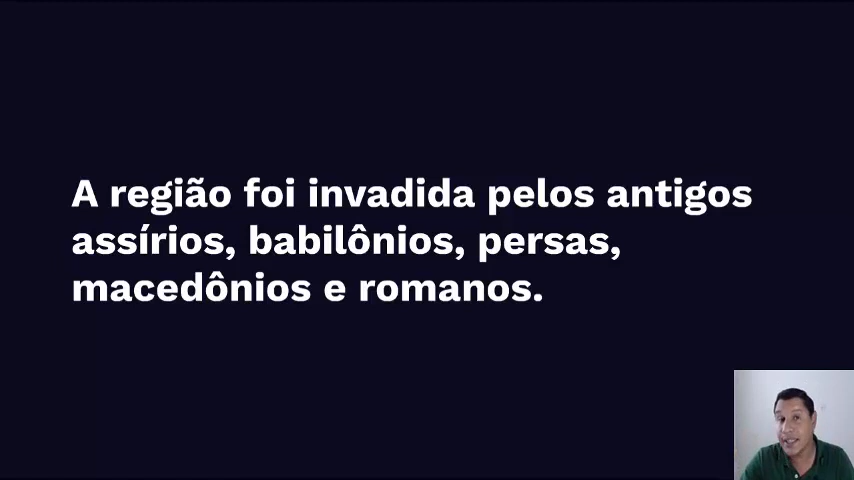 A região foi invadida pelos antigos
assírios, babilônios, persas,
macedônios e romanos.